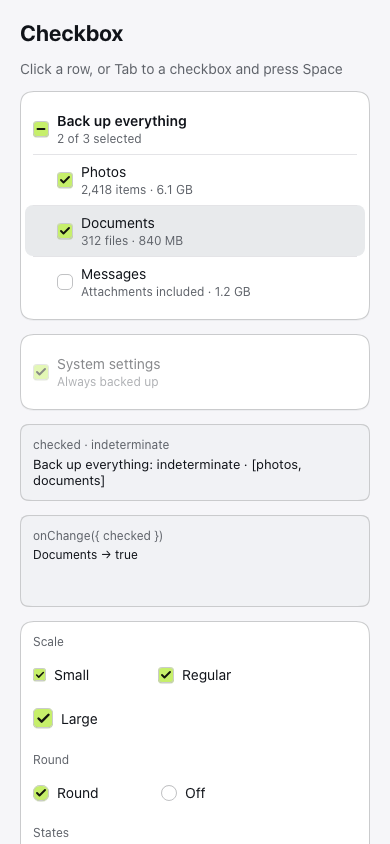 Checkbox
Click a row, or Tab to a checkbox and press Space
Back up everything
2 of 3 selected
Photos
2,418 items · 6.1 GB
Documents
312 files · 840 MB
Messages
Attachments included · 1.2 GB
System settings
Always backed up
checked · indeterminate
Back up everything: indeterminate · [photos,
documents]
onChange({ checked })
Documents → true
Scale
Small Regular
Large
Round
Round Off
States